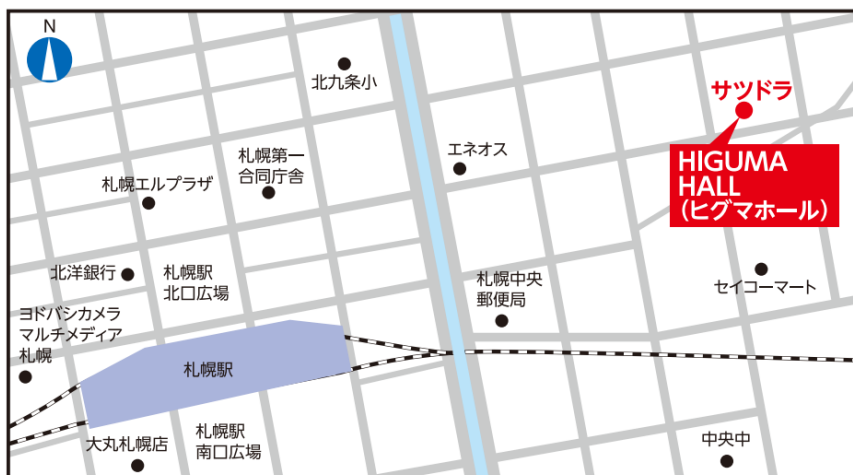 N
北九条小
サツドラ
HIGUMA
HALL
（ヒグマホール）
エネオス
札幌第一
合同庁舎
札幌エルプラザ
北洋銀行
札幌駅
北口広場
札幌中央
郵便局
セイコーマート
ヨドバシカメラ
マルチメディア
札幌
札幌駅
大丸札幌店
札幌駅
南口広場
中央中